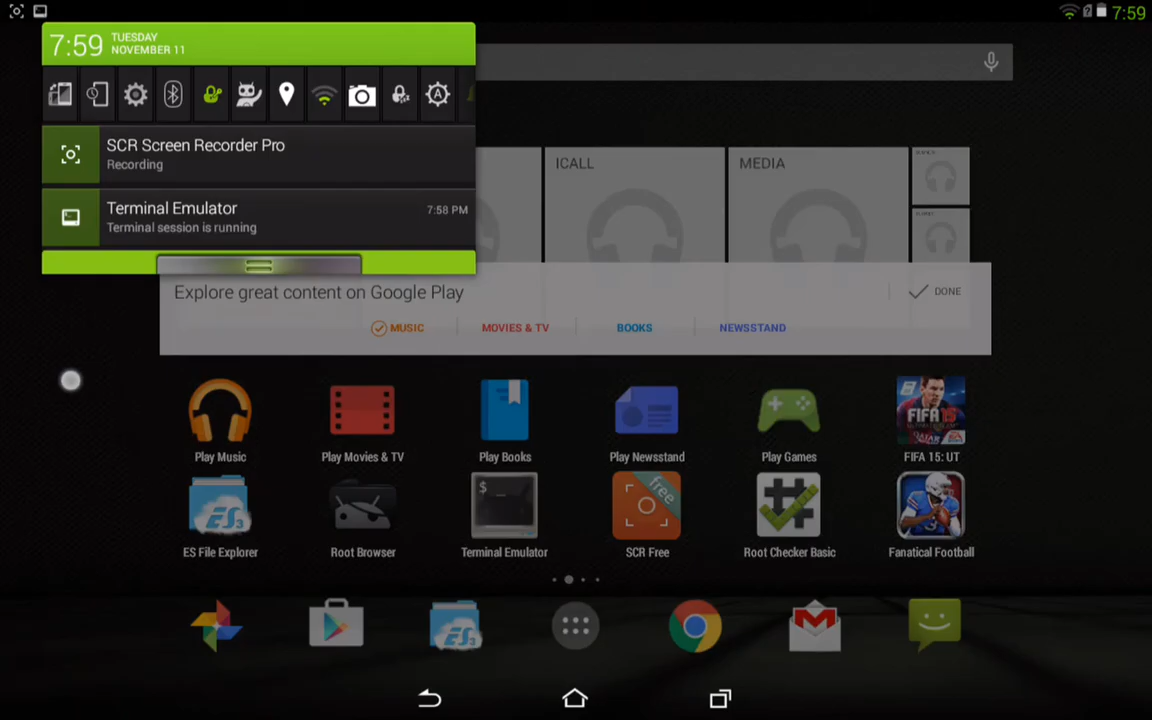 7:59
7:59
TUESDAY
NOVEMBER 11
SCR Screen Recorder Pro
Recording
Terminal Emulator
7:58 PM
Terminal session is running
ICALL
MEDIA
Explore great content on Google Play
DONE
MUSIC
MOVIES & TV
BOOKS
NEWSSTAND
FIFA 15
Play Music
Play Movies & TV
Play Books
Play Newsstand
Play Games
FIFA 15: UT
$
free
ES File Explorer
Root Browser
Terminal Emulator
SCR Free
Root Checker Basic
Fanatical Football